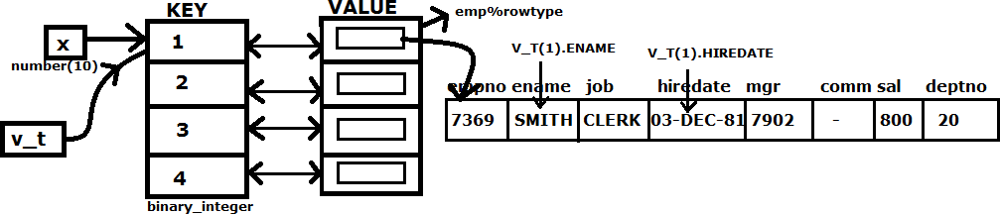 KEY
VALUE
emp%rowtype
x
number(10)
v_t
1
2
3
4
binary_integer
V_T(1).ENAME
V_T(1).HIREDATE
empno ename job hiredate mgr comm sal deptno
7369 SMITH CLERK 03-DEC-81 7902 - 800 20